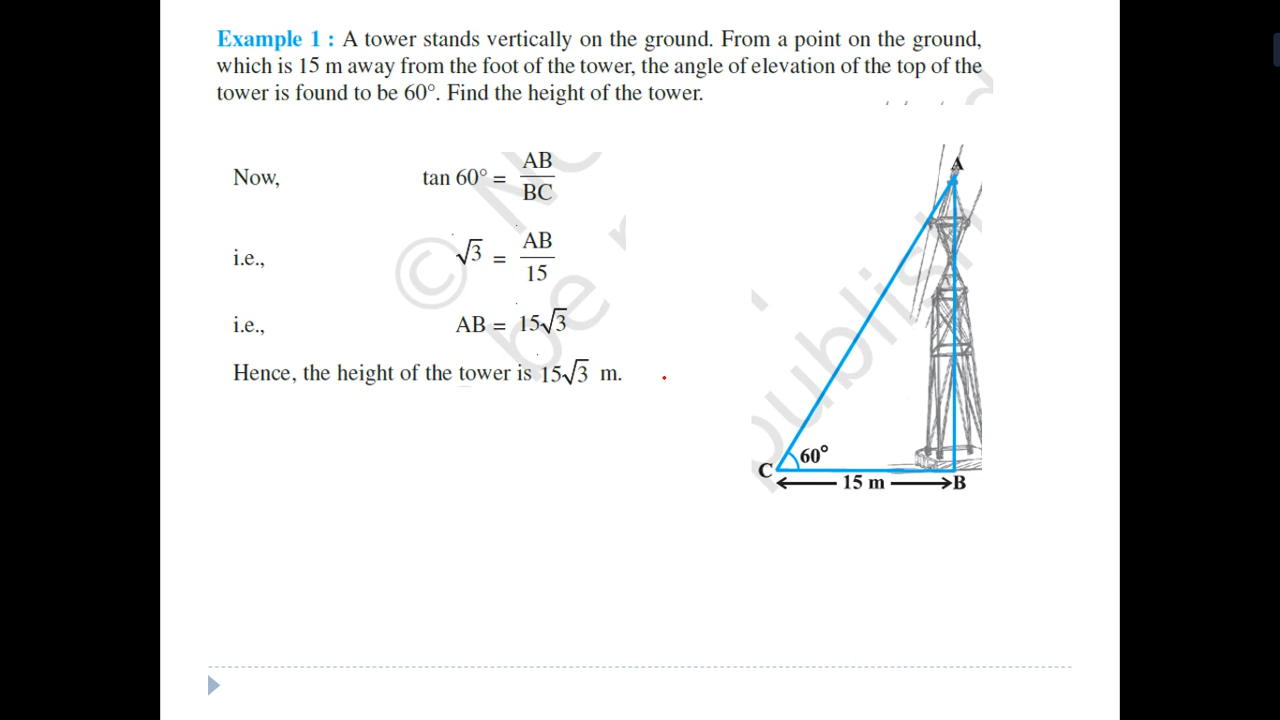 Example 1 : A tower stands vertically on the ground. From a point on the ground,
which is 15 m away from the foot of the tower, the angle of elevation of the top of the
tower is found to be 60°. Find the height of the tower.
Now, tan 60° = AB/BC
i.e., √3 = AB/15
i.e., AB = 15√3
Hence, the height of the tower is 15√3 m.
A
60°
C
15 m
B
©
be
publish